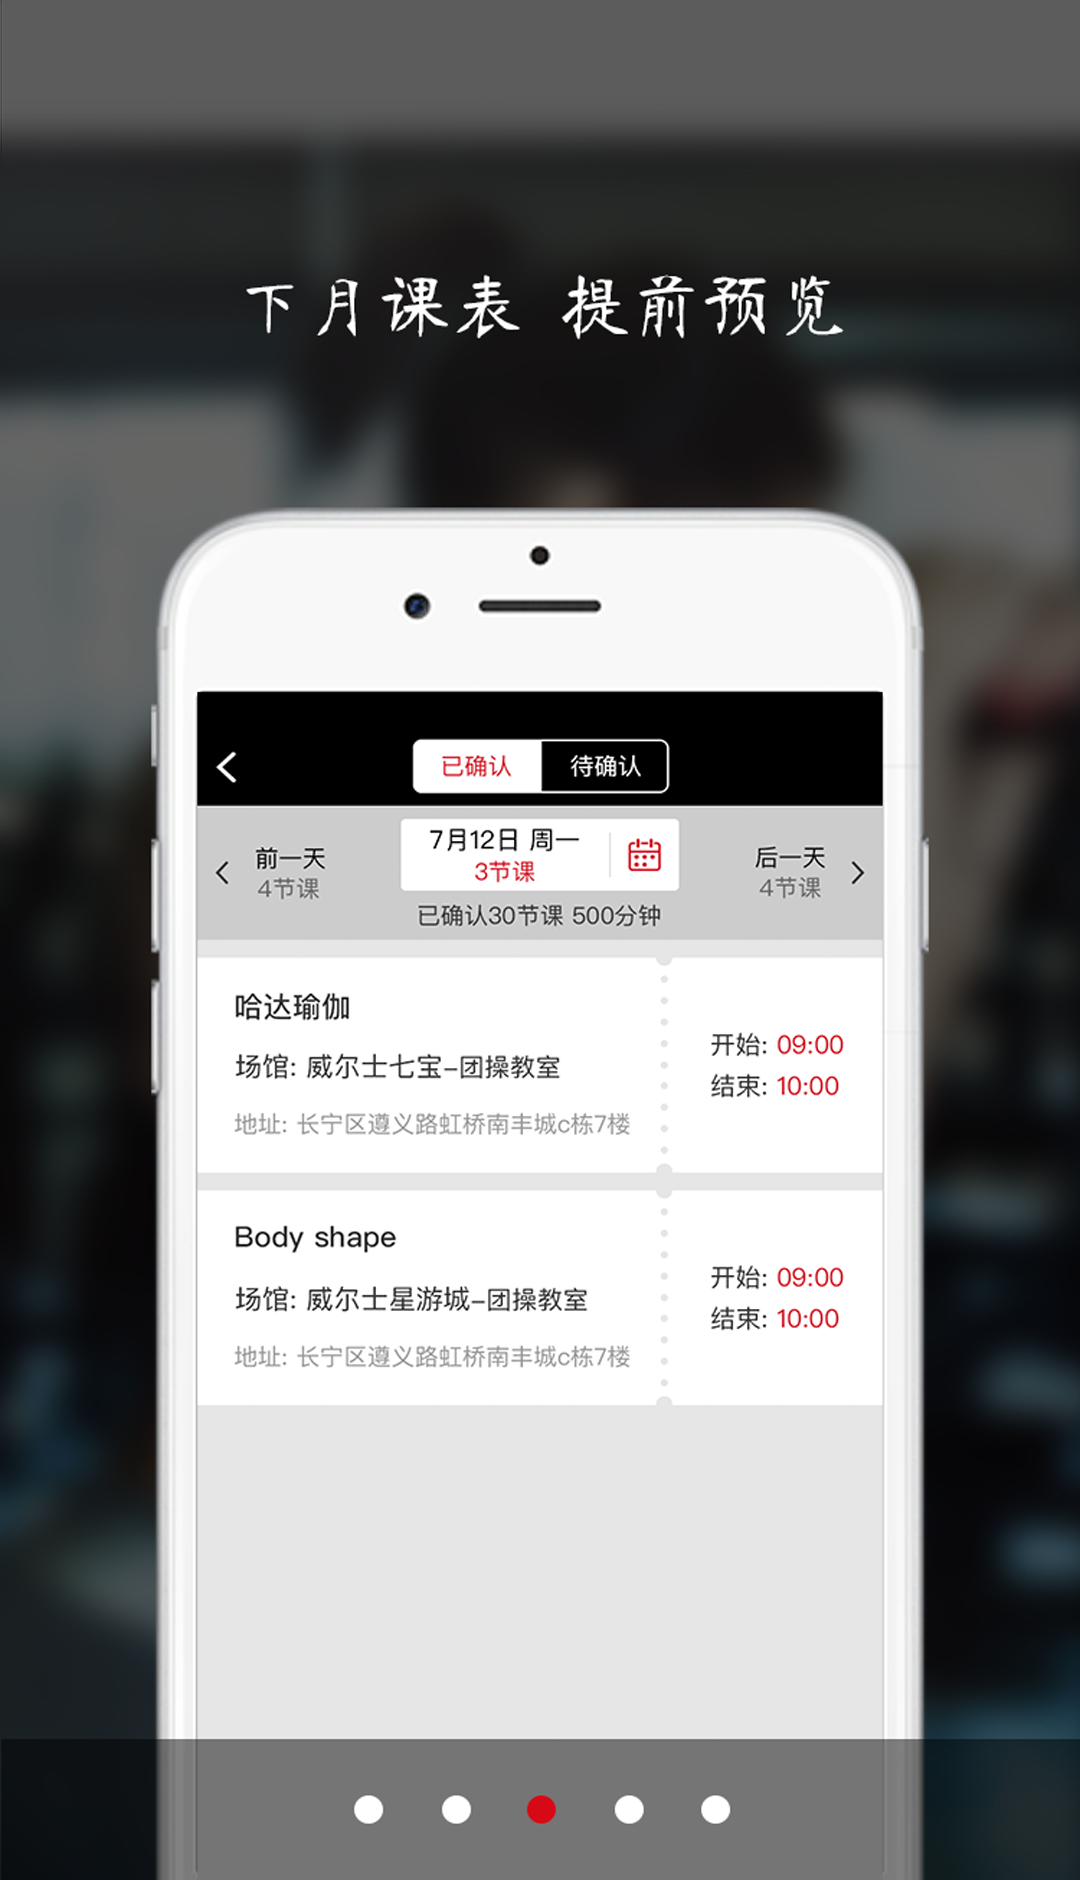 下月课表 提前预览
已确认 待确认
前一天
4节课
7月12日 周一
3节课
后一天
4节课
已确认30节课 500分钟
哈达瑜伽
场馆: 威尔士七宝-团操教室
地址: 长宁区遵义路虹桥南丰城c栋7楼
开始: 09:00
结束: 10:00
Body shape
场馆: 威尔士星游城-团操教室
地址: 长宁区遵义路虹桥南丰城c栋7楼
开始: 09:00
结束: 10:00